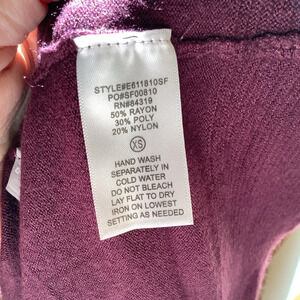 STYLE#E611810SF
PO#SF00810
RN#84319
50% RAYON
30% POLY
20% NYLON
XS
HAND WASH
SEPARATELY IN
COLD WATER
DO NOT BLEACH
LAY FLAT TO DRY
IRON ON LOWEST
SETTING AS NEEDED